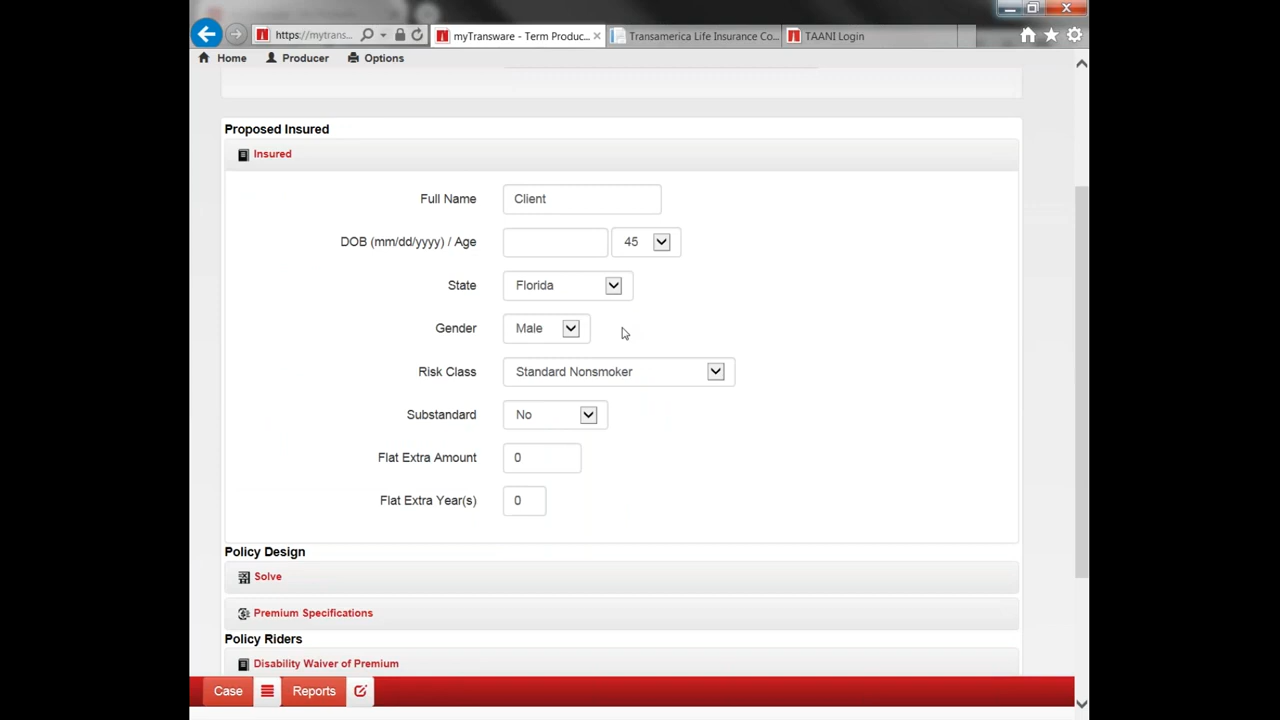 https://mytrans...
myTransware - Term Produc...
Transamerica Life Insurance Co...
TAANI Login
Home
Producer
Options
Proposed Insured
Insured
Full Name
Client
DOB (mm/dd/yyyy) / Age
45
State
Florida
Gender
Male
Risk Class
Standard Nonsmoker
Substandard
No
Flat Extra Amount
0
Flat Extra Year(s)
0
Policy Design
Solve
Premium Specifications
Policy Riders
Disability Waiver of Premium
Case
Reports